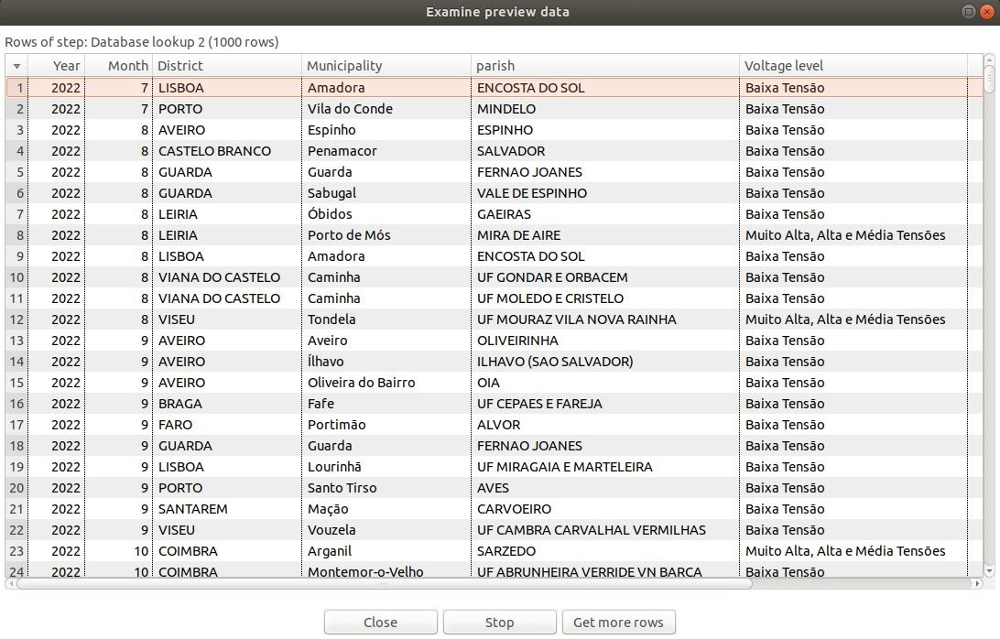 Examine preview data
Rows of step: Database lookup 2 (1000 rows)
Year Month District Municipality parish Voltage level
1 2022 7 LISBOA Amadora ENCOSTA DO SOL Baixa Tensão
2 2022 7 PORTO Vila do Conde MINDELO Baixa Tensão
3 2022 8 AVEIRO Espinho ESPINHO Baixa Tensão
4 2022 8 CASTELO BRANCO Penamacor SALVADOR Baixa Tensão
5 2022 8 GUARDA Guarda FERNAO JOANES Baixa Tensão
6 2022 8 GUARDA Sabugal VALE DE ESPINHO Baixa Tensão
7 2022 8 LEIRIA Óbidos GAEIRAS Baixa Tensão
8 2022 8 LEIRIA Porto de Mós MIRA DE AIRE Muito Alta, Alta e Média Tensões
9 2022 8 LISBOA Amadora ENCOSTA DO SOL Baixa Tensão
10 2022 8 VIANA DO CASTELO Caminha UF GONDAR E ORBACEM Baixa Tensão
11 2022 8 VIANA DO CASTELO Caminha UF MOLEDO E CRISTELO Baixa Tensão
12 2022 8 VISEU Tondela UF MOURAZ VILA NOVA RAINHA Muito Alta, Alta e Média Tensões
13 2022 9 AVEIRO Aveiro OLIVEIRINHA Baixa Tensão
14 2022 9 AVEIRO Ílhavo ILHAVO (SAO SALVADOR) Baixa Tensão
15 2022 9 AVEIRO Oliveira do Bairro OIA Baixa Tensão
16 2022 9 BRAGA Fafe UF CEPAES E FAREJA Baixa Tensão
17 2022 9 FARO Portimão ALVOR Baixa Tensão
18 2022 9 GUARDA Guarda FERNAO JOANES Baixa Tensão
19 2022 9 LISBOA Lourinhã UF MIRAGAIA E MARTELEIRA Baixa Tensão
20 2022 9 PORTO Santo Tirso AVES Baixa Tensão
21 2022 9 SANTAREM Mação CARVOEIRO Baixa Tensão
22 2022 9 VISEU Vouzela UF CAMBRA CARVALHAL VERMILHAS Baixa Tensão
23 2022 10 COIMBRA Arganil SARZEDO Muito Alta, Alta e Média Tensões
24 2022 10 COIMBRA Montemor-o-Velho UF ABRUNHEIRA VERRIDE VN BARCA Baixa Tensão
Close Stop Get more rows